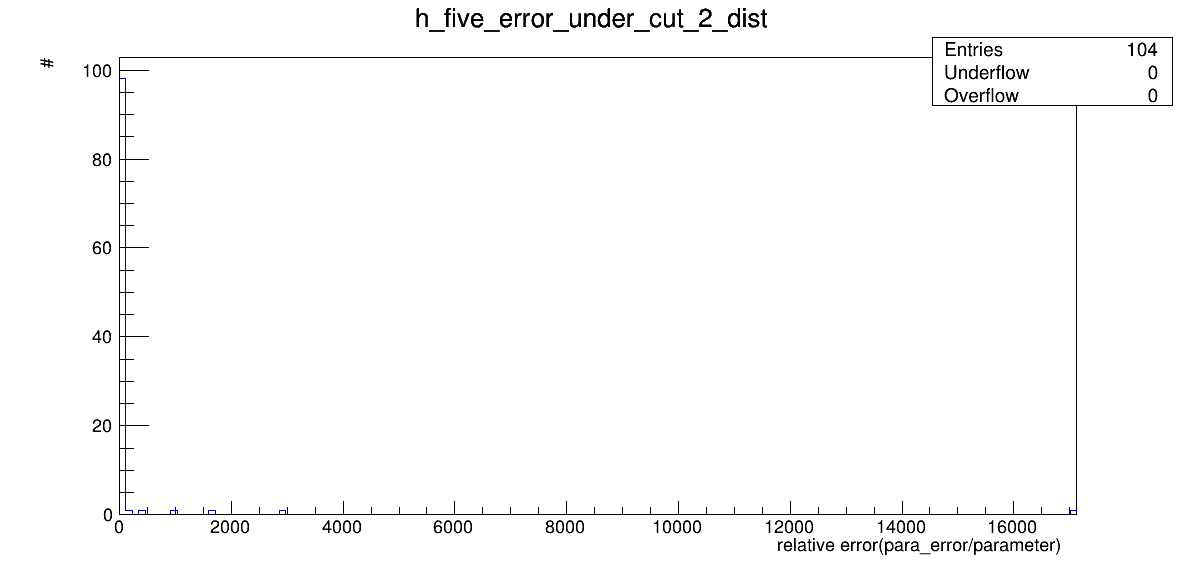 h_five_error_under_cut_2_dist
#
Entries 104
Underflow 0
Overflow 0
100
80
60
40
20
0
0 2000 4000 6000 8000 10000 12000 14000 16000
relative error(para_error/parameter)